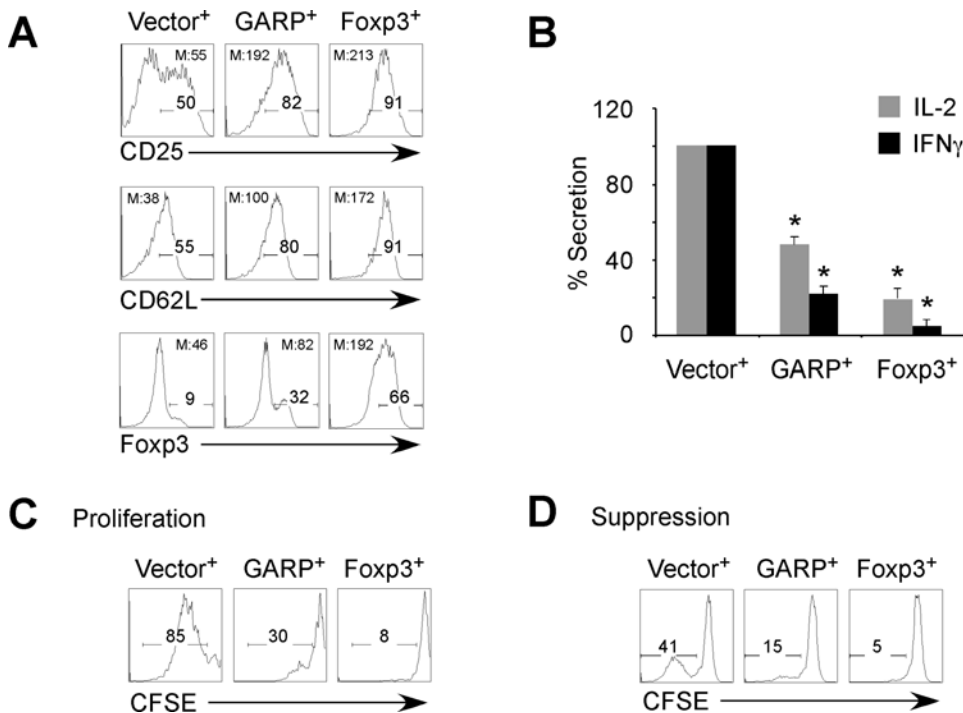 A
Vector+ GARP+ Foxp3+
M:55 M:192 M:213
50 82 91
CD25
M:38 M:100 M:172
55 80 91
CD62L
M:46 M:82 M:192
9 32 66
Foxp3
B
120
80
40
0
% Secretion
IL-2
IFNγ
* * * *
Vector+ GARP+ Foxp3+
C Proliferation
Vector+ GARP+ Foxp3+
85 30 8
CFSE
D Suppression
Vector+ GARP+ Foxp3+
41 15 5
CFSE